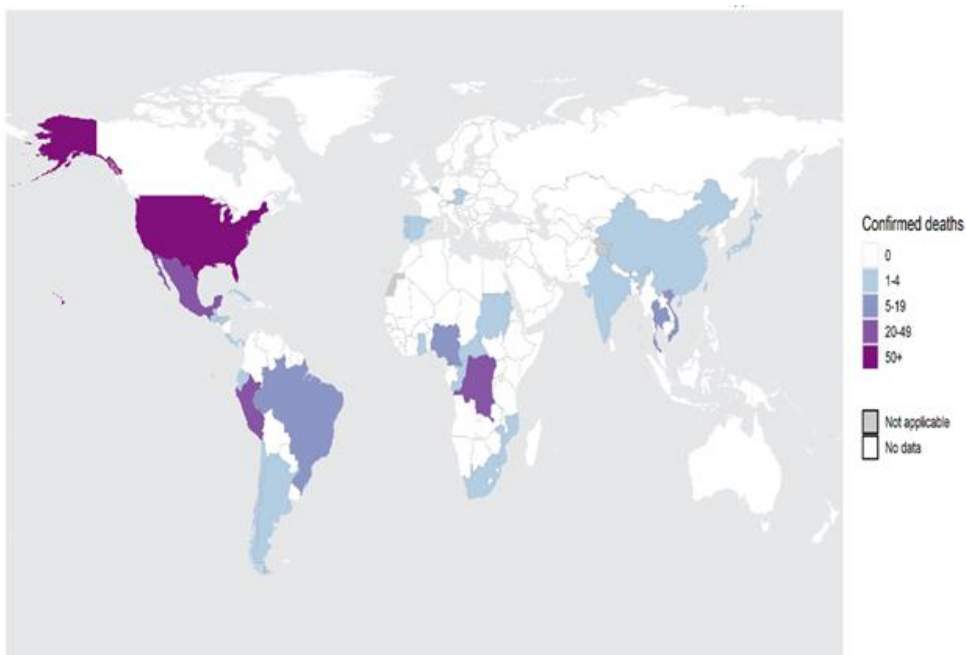 Confirmed deaths
0
1-4
5-19
20-49
50+
Not applicable
No data